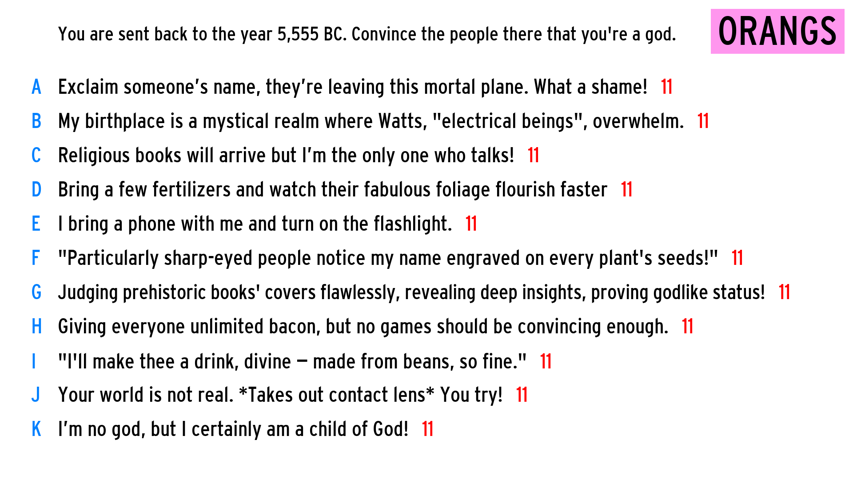 You are sent back to the year 5,555 BC. Convince the people there that you're a god.
ORANGS
A Exclaim someone’s name, they’re leaving this mortal plane. What a shame! 11
B My birthplace is a mystical realm where Watts, "electrical beings", overwhelm. 11
C Religious books will arrive but I’m the only one who talks! 11
D Bring a few fertilizers and watch their fabulous foliage flourish faster 11
E I bring a phone with me and turn on the flashlight. 11
F "Particularly sharp-eyed people notice my name engraved on every plant's seeds!" 11
G Judging prehistoric books' covers flawlessly, revealing deep insights, proving godlike status! 11
H Giving everyone unlimited bacon, but no games should be convincing enough. 11
I "I'll make thee a drink, divine – made from beans, so fine." 11
J Your world is not real. *Takes out contact lens* You try! 11
K I’m no god, but I certainly am a child of God! 11